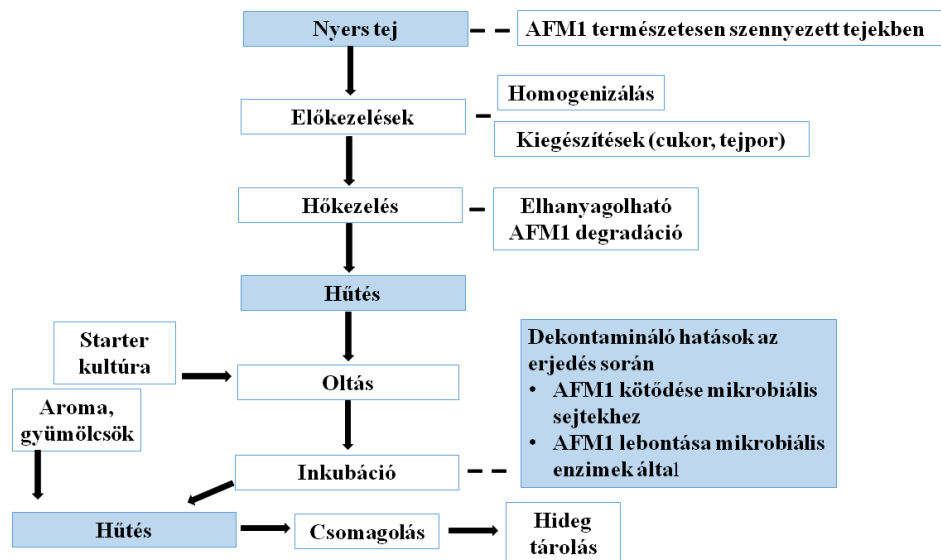 Nyers tej
AFM1 természetesen szennyezett tejekben
Homogenizálás
Előkezelések
Kiegészítések (cukor, tejpor)
Hőkezelés
Elhanyagolható
AFM1 degradáció
Hűtés
Starter
kultúra
Oltás
Dekontamináló hatások az
erjedés során
• AFM1 kötődése mikrobiális
sejtekhez
• AFM1 lebontása mikrobiális
enzimek által
Aroma,
gyümölcsök
Inkubáció
Hűtés
Csomagolás
Hideg
tárolás